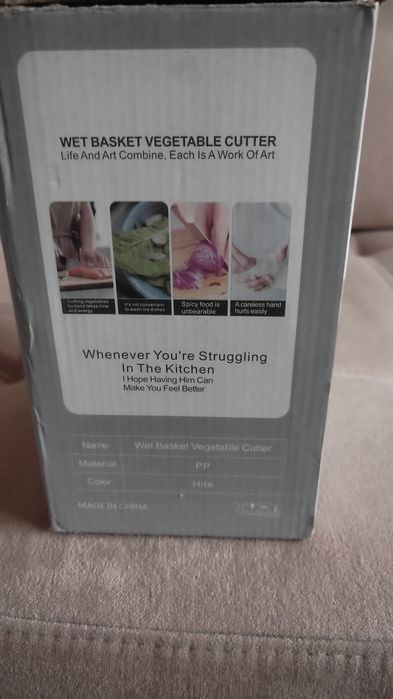 WET BASKET VEGETABLE CUTTER
Life And Art Combine, Each Is A Work Of Art
Cutting vegetables
by hand takes time
and energy
It's not convenient
to wash the dishes
Spicy food is
unbearable
A careless hand
hurts easily
Whenever You're Struggling
In The Kitchen
I Hope Having Him Can
Make You Feel Better
Name Wet Basket Vegetable Cutter
Material PP
Color Hite
MADE IN CHINA